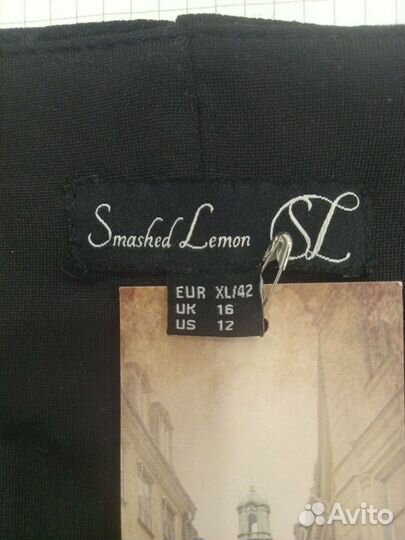 Smashed Lemon SL
EUR XL/42
UK 16
US 12
Avito